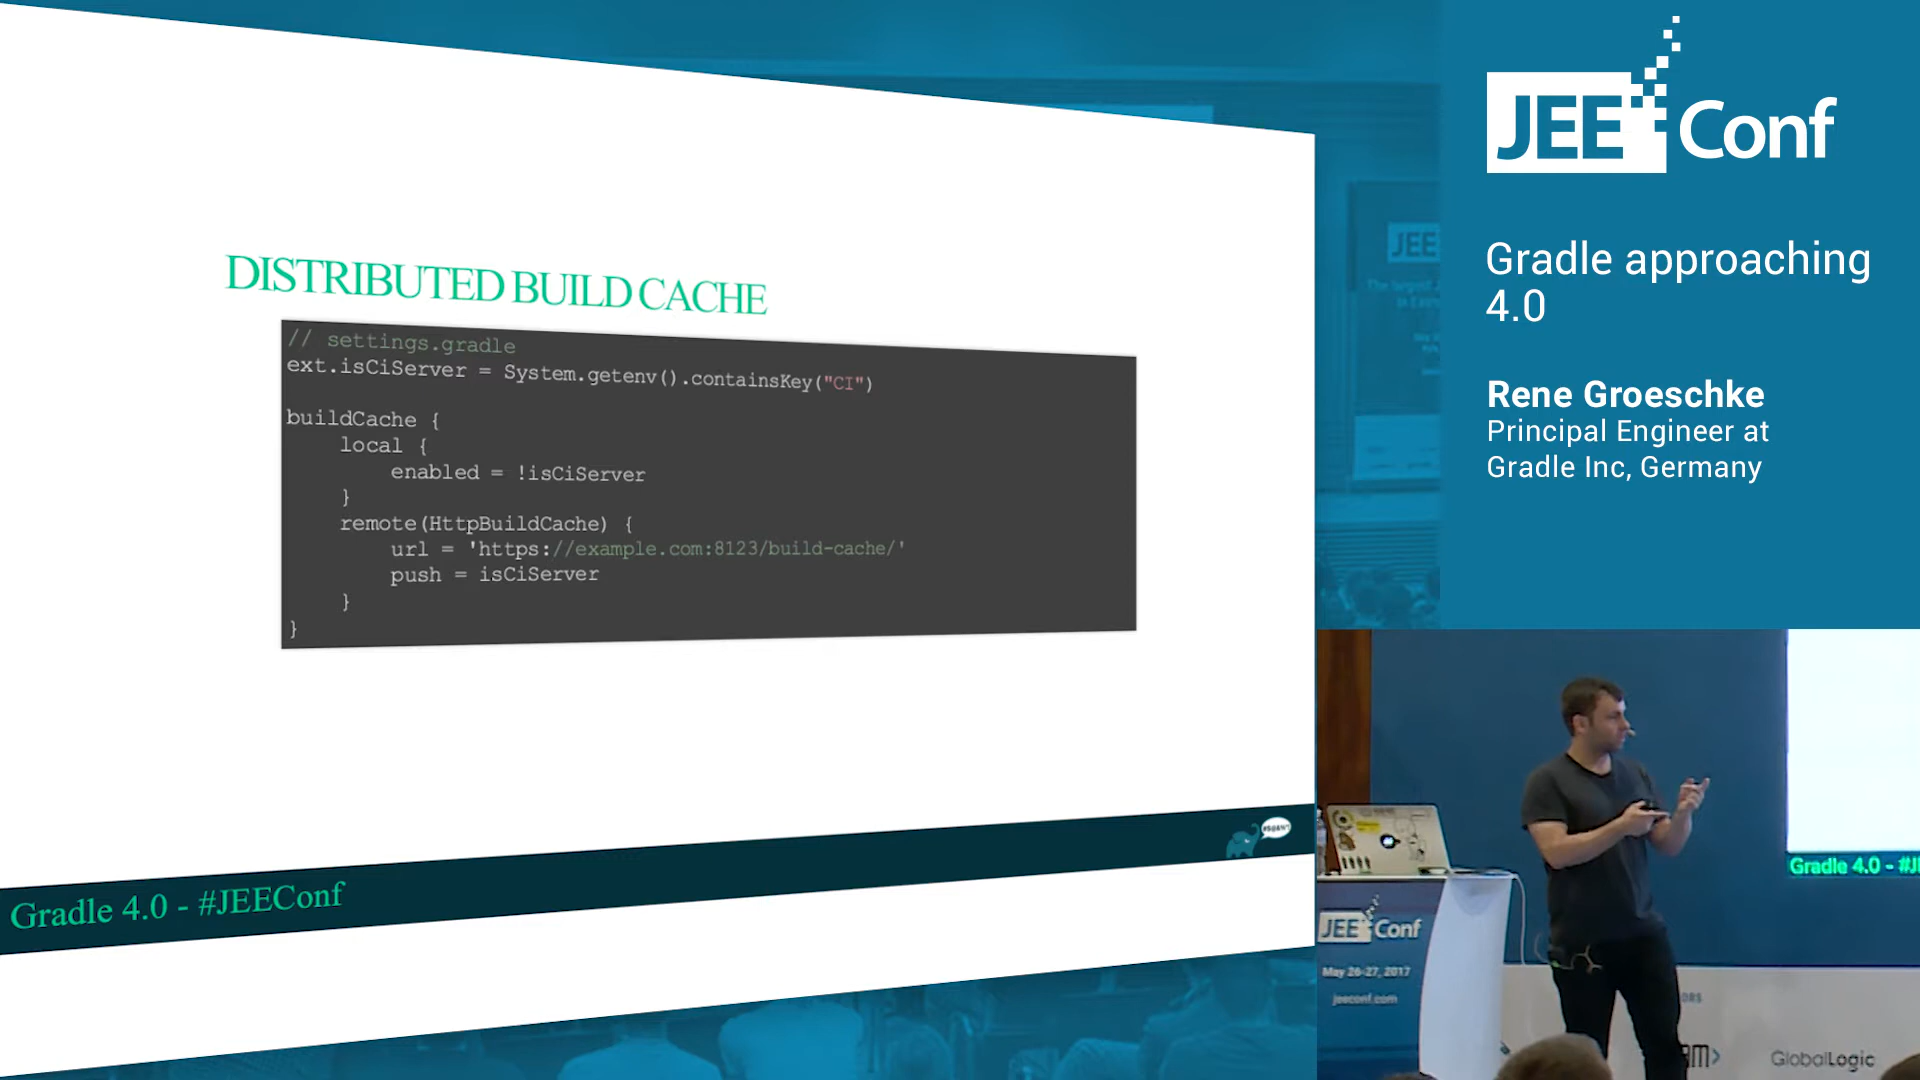 DISTRIBUTED BUILD CACHE
// settings.gradle
ext.isCiServer = System.getenv().containsKey("CI")
buildCache {
local {
enabled = !isCiServer
}
remote(HttpBuildCache) {
url = 'https://example.com:8123/build-cache/'
push = isCiServer
}
}
Gradle 4.0 - #JEEConf
JEE Conf
Gradle approaching
4.0
Rene Groeschke
Principal Engineer at
Gradle Inc, Germany
JEE
Gradle 4.0 - #J
JEE Conf
May 26-27, 2017
jeeconf.com
GlobalLogic